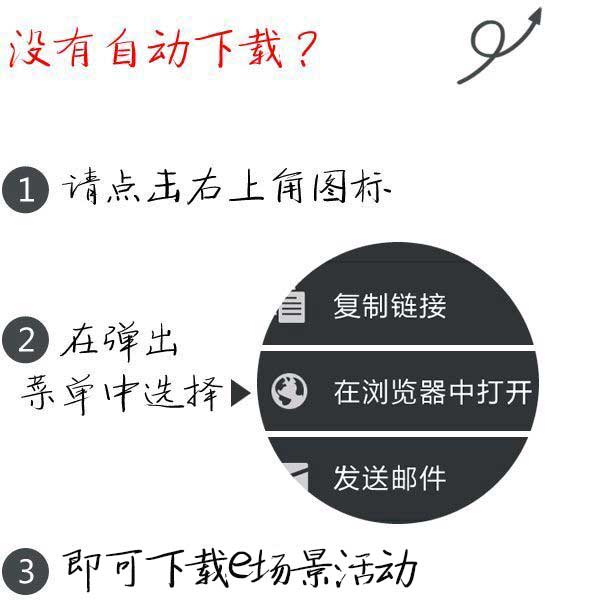 没有自动下载？
1 请点击右上角图标
复制链接
2 在弹出
菜单中选择
在浏览器中打开
发送邮件
3 即可下载e场景活动